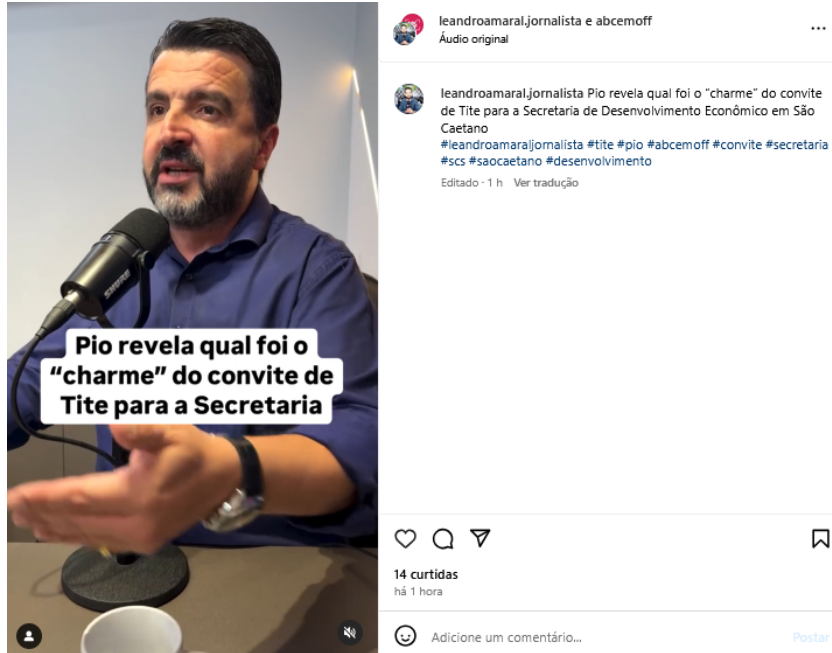 leandroamaral.jornalista e abcemoff
Áudio original
leandroamaral.jornalista Pio revela qual foi o "charme" do convite
de Tite para a Secretaria de Desenvolvimento Econômico em São
Caetano
#leandroamaraljornalista #tite #pio #abcemoff #convite #secretaria
#scs #saocaetano #desenvolvimento
Editado · 1 h Ver tradução
SHURE
Pio revela qual foi o
“charme” do convite de
Tite para a Secretaria
14 curtidas
há 1 hora
Adicione um comentário...
Postar